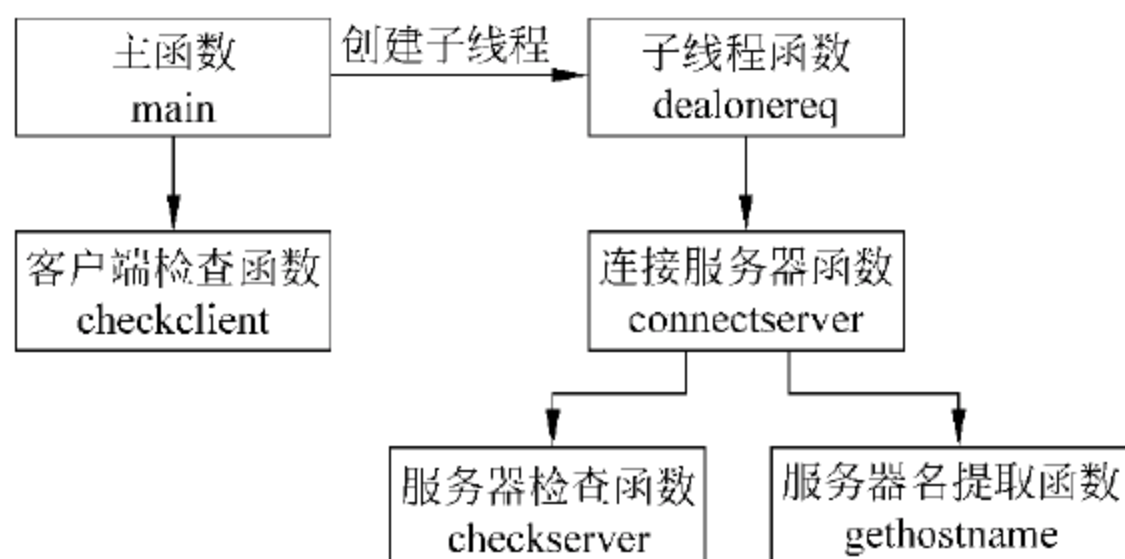 主函数
main
创建子线程
子线程函数
dealonereq
客户端检查函数
checkclient
连接服务器函数
connectserver
服务器检查函数
checkserver
服务器名提取函数
gethostname